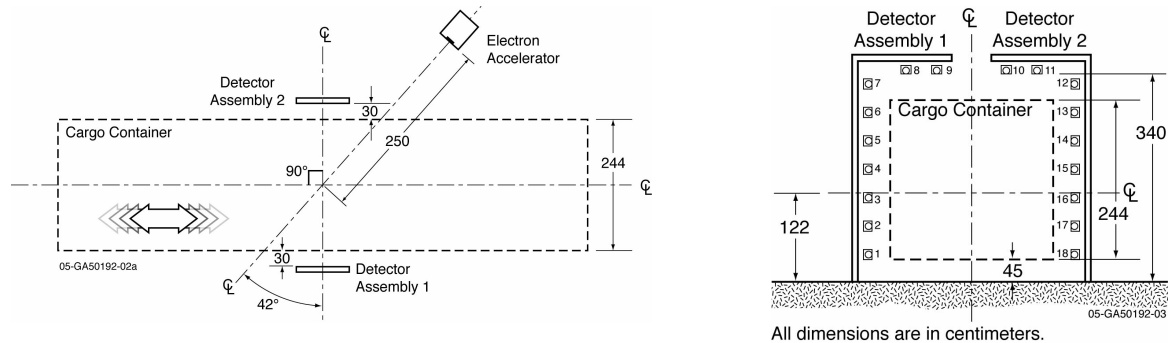 ℄
Electron
Accelerator
Detector
Assembly 2
30
Cargo Container
250
90°
244
℄
30
05-GA50192-02a
Detector
Assembly 1
℄
42°
Detector
Assembly 1
℄
Detector
Assembly 2
8
9
10
11
7
12
Cargo Container
6
13
340
5
14
4
15
℄
3
16
244
122
2
17
1
18
45
05-GA50192-03
All dimensions are in centimeters.